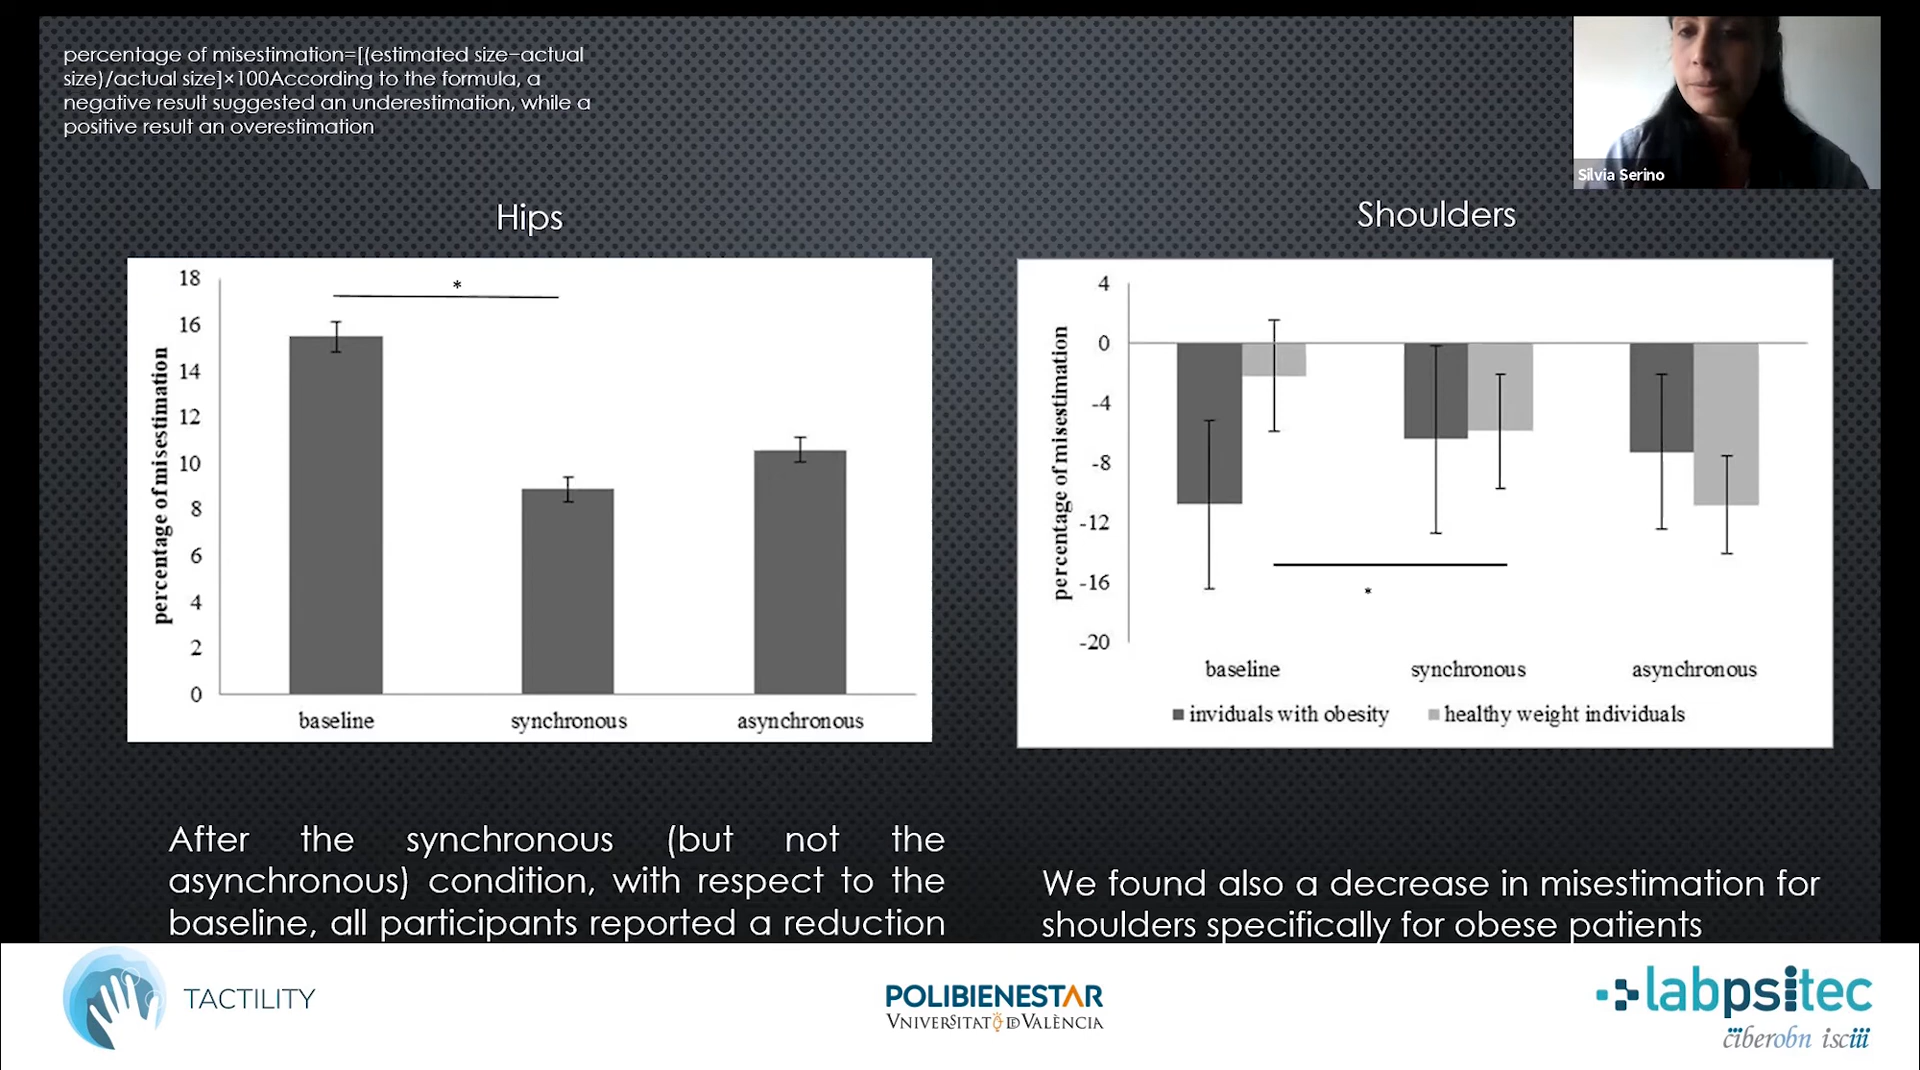 percentage of misestimation=[(estimated size−actual
size)/actual size]×100According to the formula, a
negative result suggested an underestimation, while a
positive result an overestimation
Silvia Serino
Hips
18
16
14
12
10
8
6
4
2
0
percentage of misestimation
*
baseline
synchronous
asynchronous
Shoulders
4
0
-4
-8
-12
-16
-20
percentage of misestimation
*
baseline
synchronous
asynchronous
inviduals with obesity
healthy weight individuals
After the synchronous (but not the
asynchronous) condition, with respect to the
baseline, all participants reported a reduction
We found also a decrease in misestimation for
shoulders specifically for obese patients
TACTILITY
POLIBIENESTAR
VNIVERSITAT DE VALÈNCIA
labpsitec
ciberobn isciii